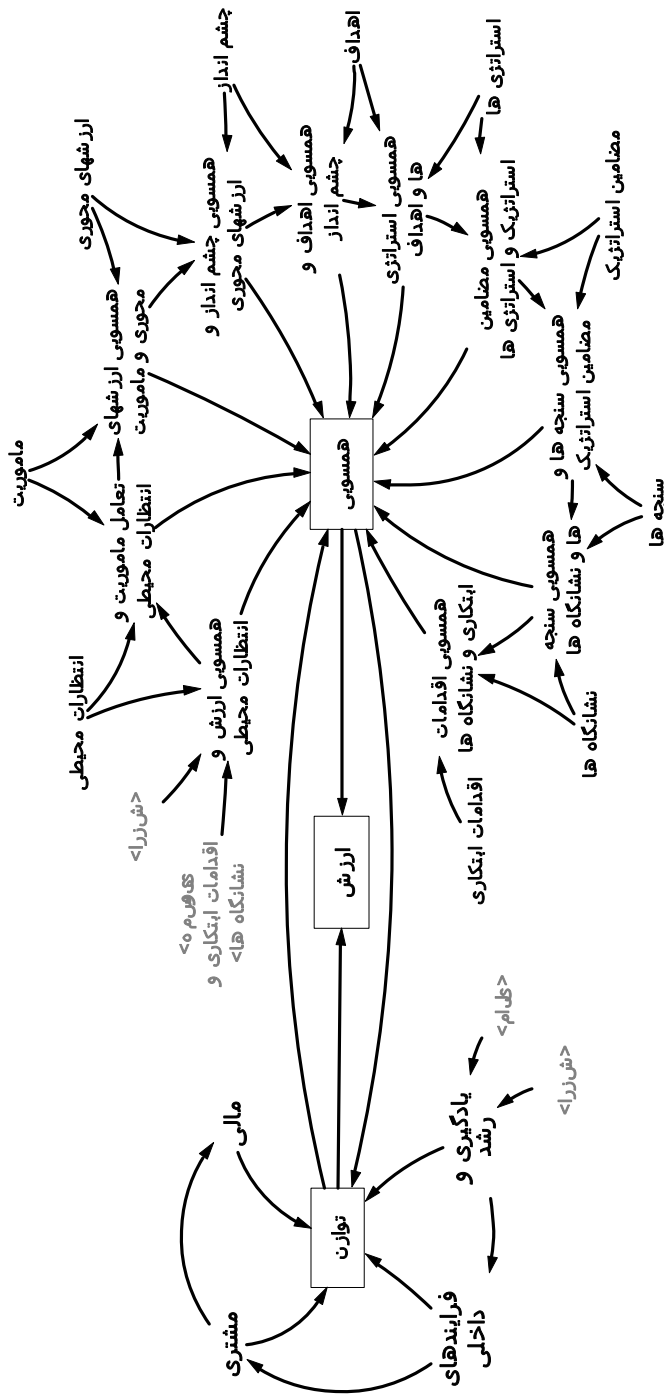 چشم انداز
اهداف
استراتژی ها
ارزشهای محوری
همسویی چشم انداز و
ارزشهای محوری
همسویی اهداف و
چشم انداز
همسویی استراتژی
ها و اهداف
همسویی مضامین
استراتژیک و استراتژی
ها
مضامین استراتژیک
ماموریت
همسویی ارزشهای
محوری و ماموریت
همسویی سنجه ها و
مضامین استراتژیک
تعامل ماموریت و
انتظارات محیطی
همسویی
همسویی سنجه
ها و نشانگاه ها
سنجه ها
انتظارات محیطی
همسویی ارزش و
انتظارات محیطی
همسویی اقدامات
ابتکاری و نشانگاه ها
نشانگاه ها
<ارزش>
اقدامات ابتکاری و
<نشانگاه ها
ارزش
اقدامات ابتکاری
<مالی>
<ارزش>
مالی
یادگیری و
رشد
توازن
مشتری
فرایندهای
داخلی